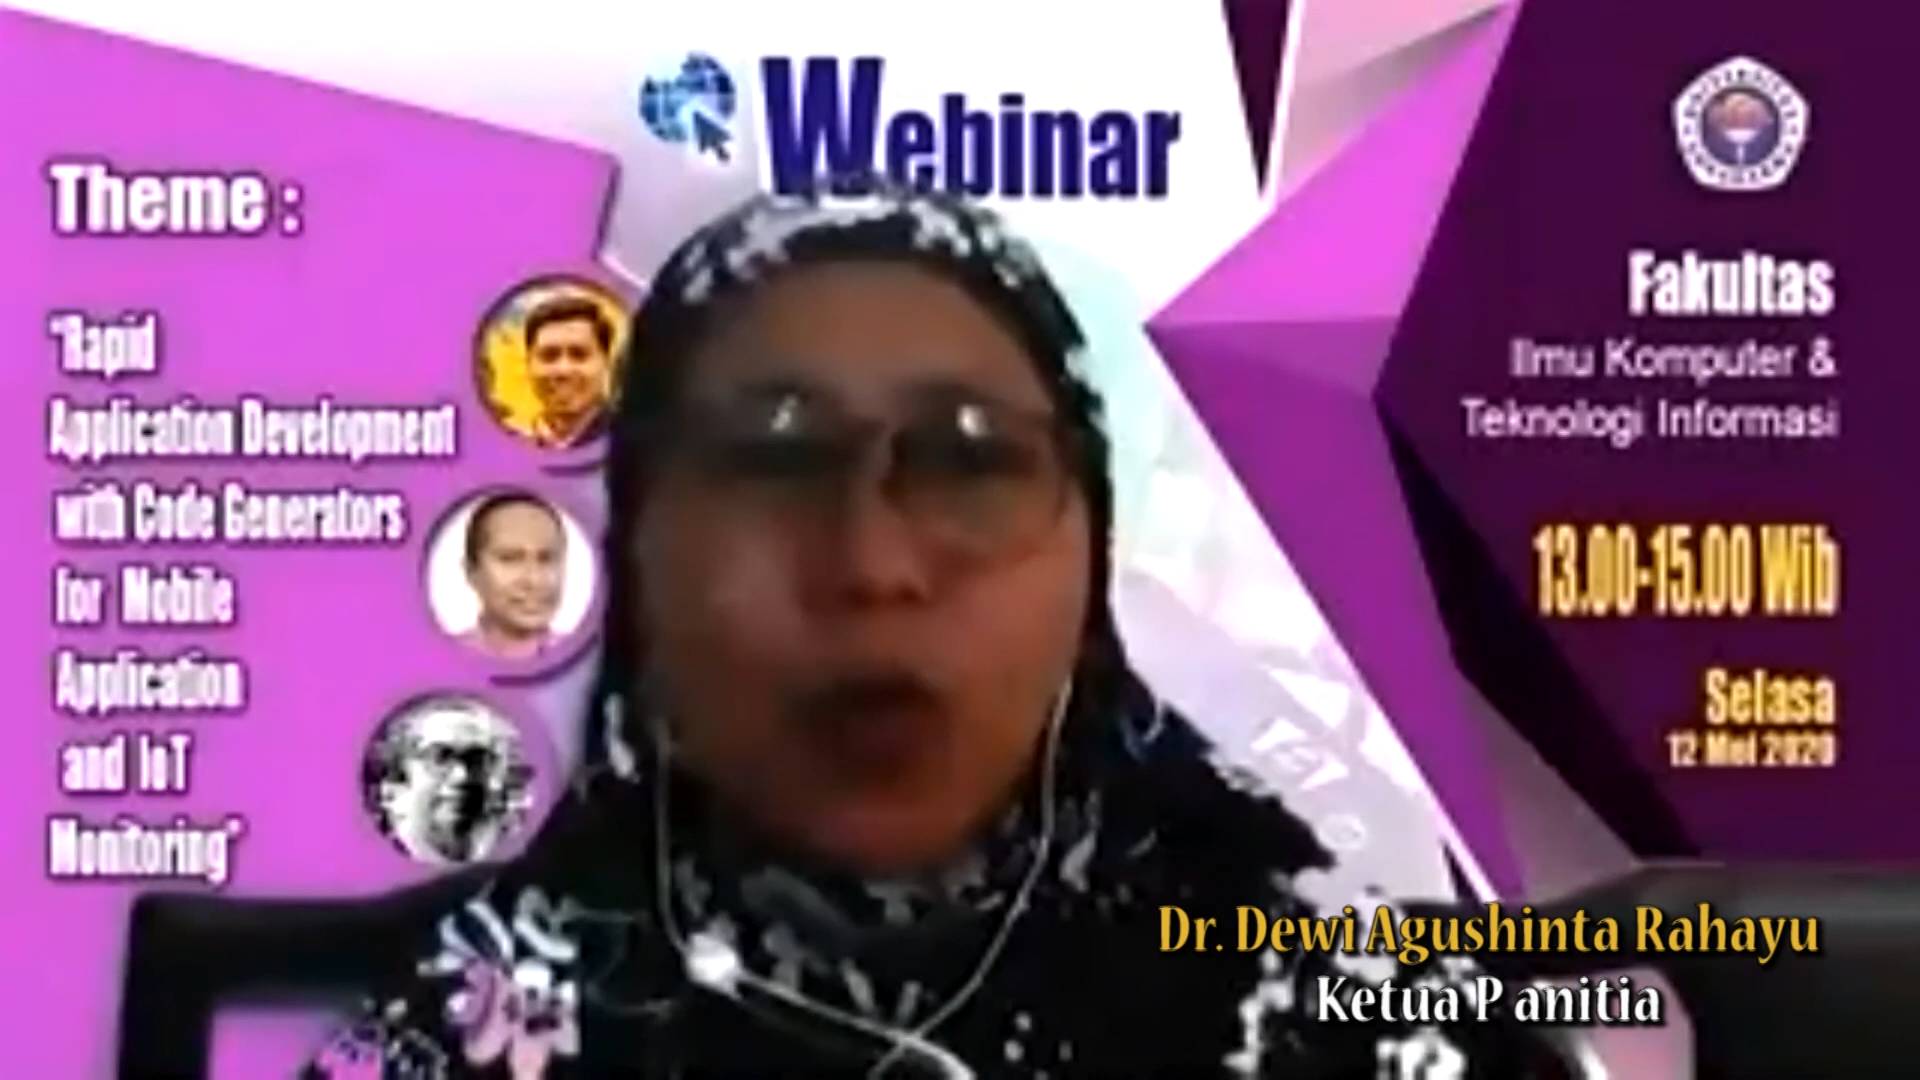 Webinar
Theme :
"Rapid
Application Development
with Code Generators
for Mobile
Application
and IoT
Monitoring"
Fakultas
Ilmu Komputer &
Teknologi Informasi
13.00-15.00 Wib
Selasa
12 Mei 2020
Dr. Dewi Agushinta Rahayu
Ketua Panitia